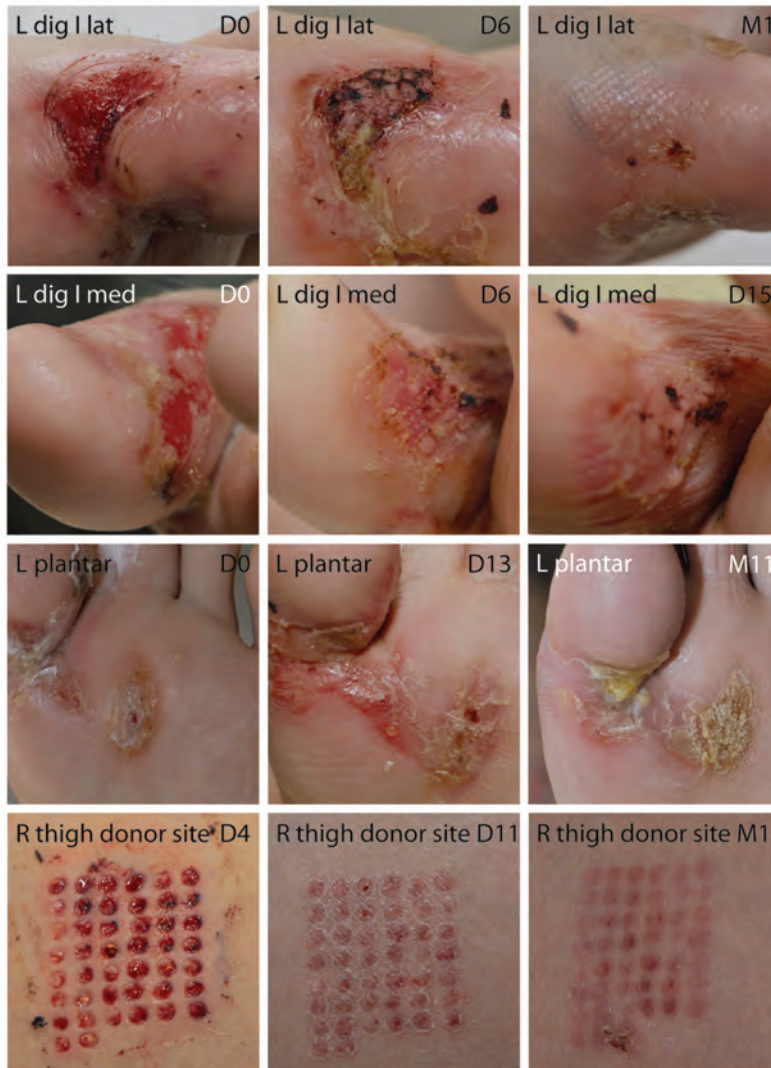 L dig I lat D0
L dig I lat D6
L dig I lat M1
L dig I med D0
L dig I med D6
L dig I med D15
L plantar D0
L plantar D13
L plantar M11
R thigh donor site D4
R thigh donor site D11
R thigh donor site M1